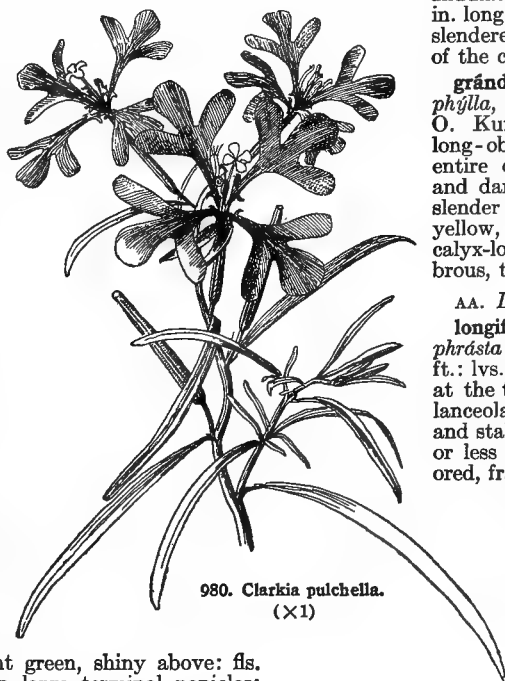 in. long
slendere
of the c
gránd
phýlla,
O. Kur
long-ob
entire
and dar
slender
yellow,
calyx-lo
brous, t
AA.
longif
phrásta
ft.: lvs.
at the t
lanceola
and sta
or less
ored, fr
980. Clarkia pulchella.
(×1)
nt green, shiny above: fls.